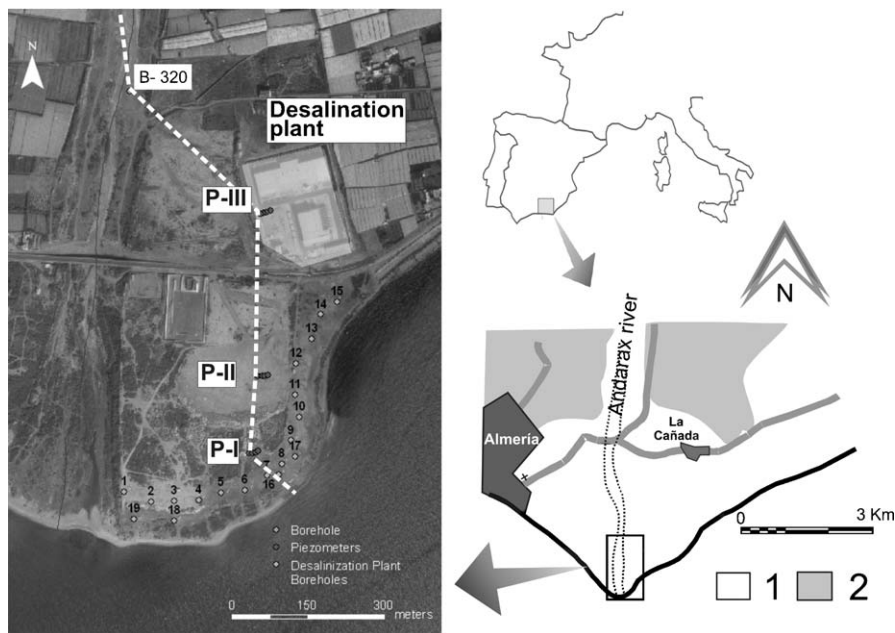 N
B- 320
Desalination
plant
P-III
15
14
13
12
P-II
11
10
9
P-I
17
8
7
16
1
2
3
4
5
6
19
18
Borehole
Piezometers
Desalinization Plant
Boreholes
0 150 300
meters
N
Andarax river
Almería
La
Cañada
0 3 Km
1 2